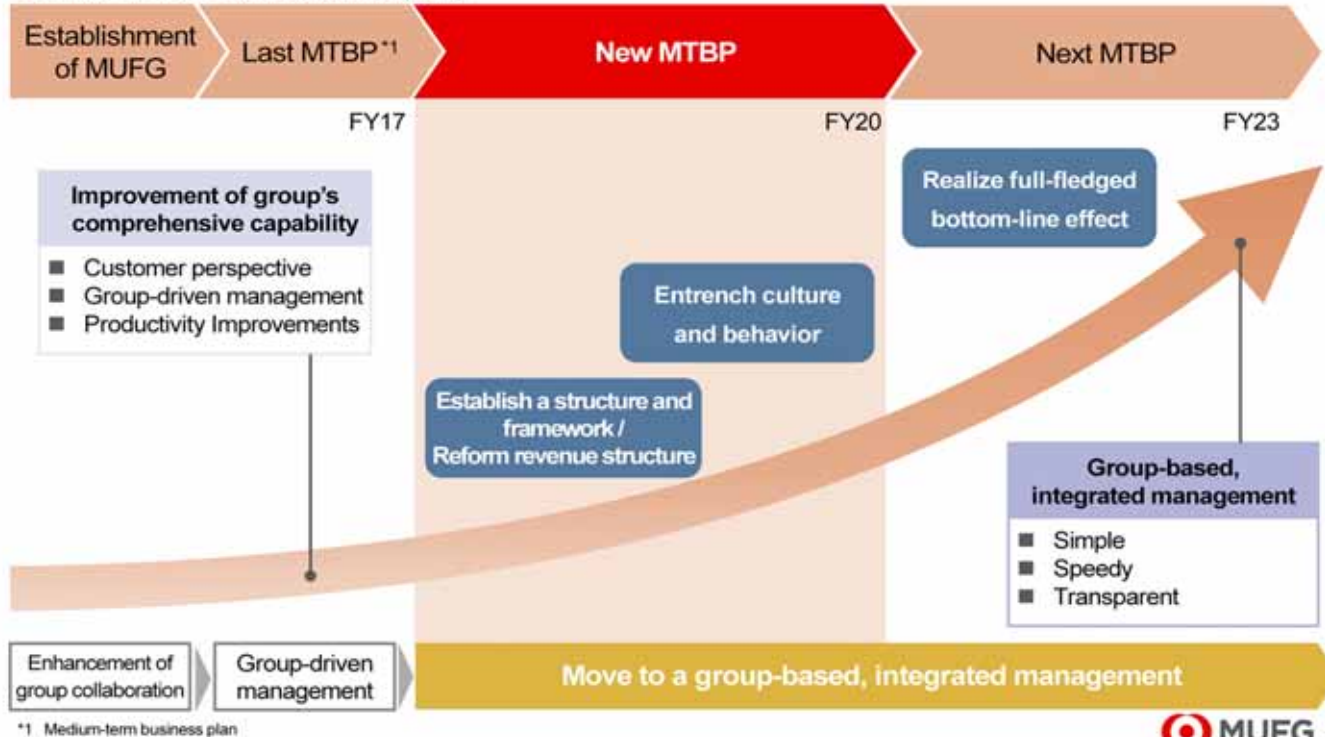 Establishment
of MUFG
Last MTBP *1
New MTBP
Next MTBP
FY17
FY20
FY23
Improvement of group's
comprehensive capability
■ Customer perspective
■ Group-driven management
■ Productivity Improvements
Realize full-fledged
bottom-line effect
Entrench culture
and behavior
Establish a structure and
framework /
Reform revenue structure
Group-based,
integrated management
■ Simple
■ Speedy
■ Transparent
Enhancement of
group collaboration
Group-driven
management
Move to a group-based, integrated management
*1 Medium-term business plan
MUFG